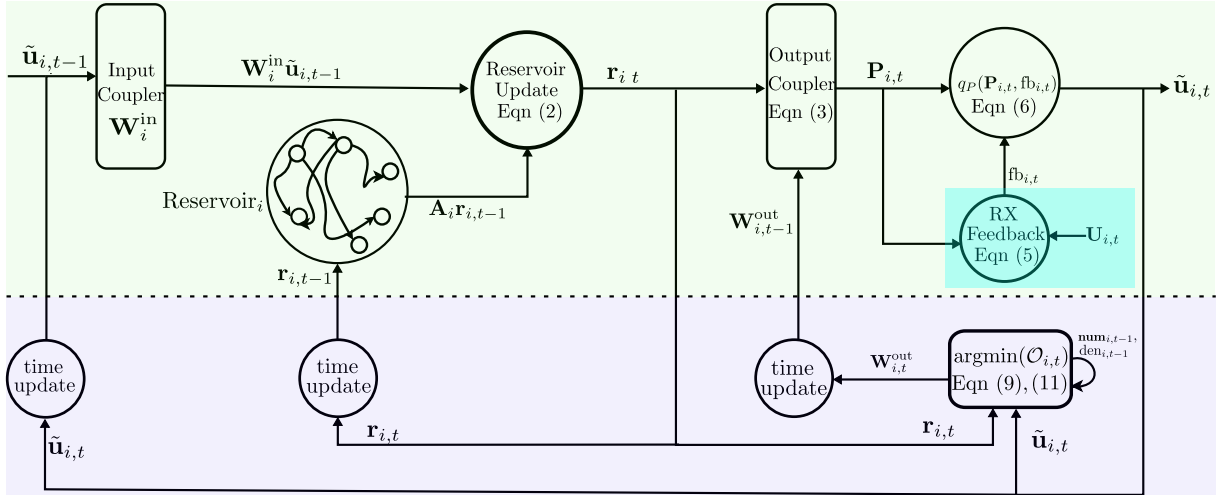 ũ_{i,t−1}
Input
Coupler
W_i^{in}
W_i^{in}ũ_{i,t−1}
Reservoir
Update
Eqn (2)
r_{i t}
Output
Coupler
Eqn (3)
P_{i,t}
q_P(P_{i,t}, fb_{i,t})
Eqn (6)
ũ_{i,t}
Reservoir_i
A_i r_{i,t−1}
r_{i,t−1}
W_{i,t−1}^{out}
fb_{i,t}
RX
Feedback
Eqn (5)
U_{i,t}
time
update
ũ_{i,t}
time
update
r_{i,t}
time
update
W_{i,t}^{out}
argmin(𝒪_{i,t})
Eqn (9), (11)
num_{i,t−1},
den_{i,t−1}
r_{i,t}
ũ_{i,t}